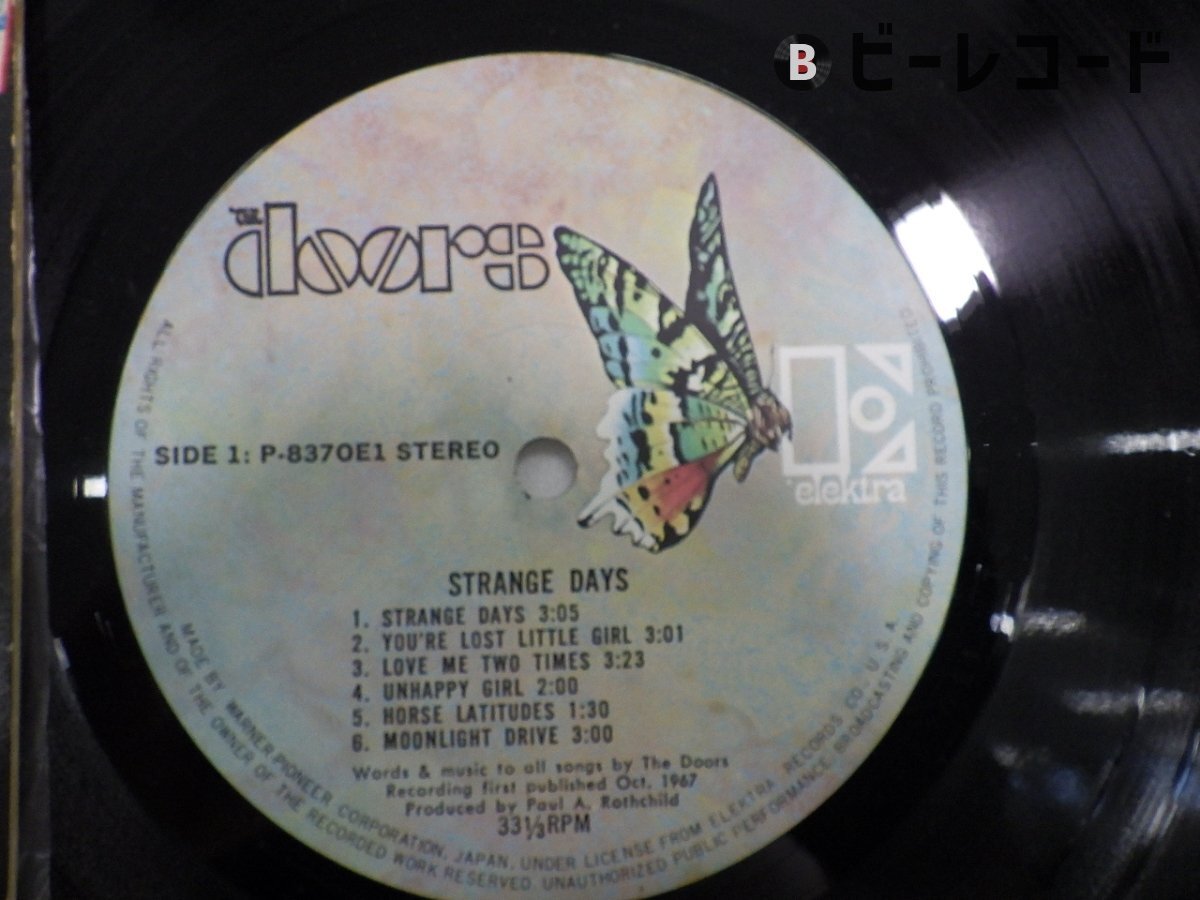 B ビーレコード
THE
doors
SIDE 1: P-8370E1 STEREO
elektra
STRANGE DAYS
1. STRANGE DAYS 3:05
2. YOU'RE LOST LITTLE GIRL 3:01
3. LOVE ME TWO TIMES 3:23
4. UNHAPPY GIRL 2:00
5. HORSE LATITUDES 1:30
6. MOONLIGHT DRIVE 3:00
Words & music to all songs by The Doors
Recording first published Oct. 1967
Produced by Paul A. Rothchild
33⅓RPM
MADE BY WARNER-PIONEER CORPORATION, JAPAN, UNDER LICENSE FROM ELEKTRA RECORDS CO., U.S.A.
ALL RIGHTS OF THE MANUFACTURER AND OF THE OWNER OF THE RECORDED WORK RESERVED. UNAUTHORIZED PUBLIC PERFORMANCE, BROADCASTING AND COPYING OF THIS RECORD PROHIBITED